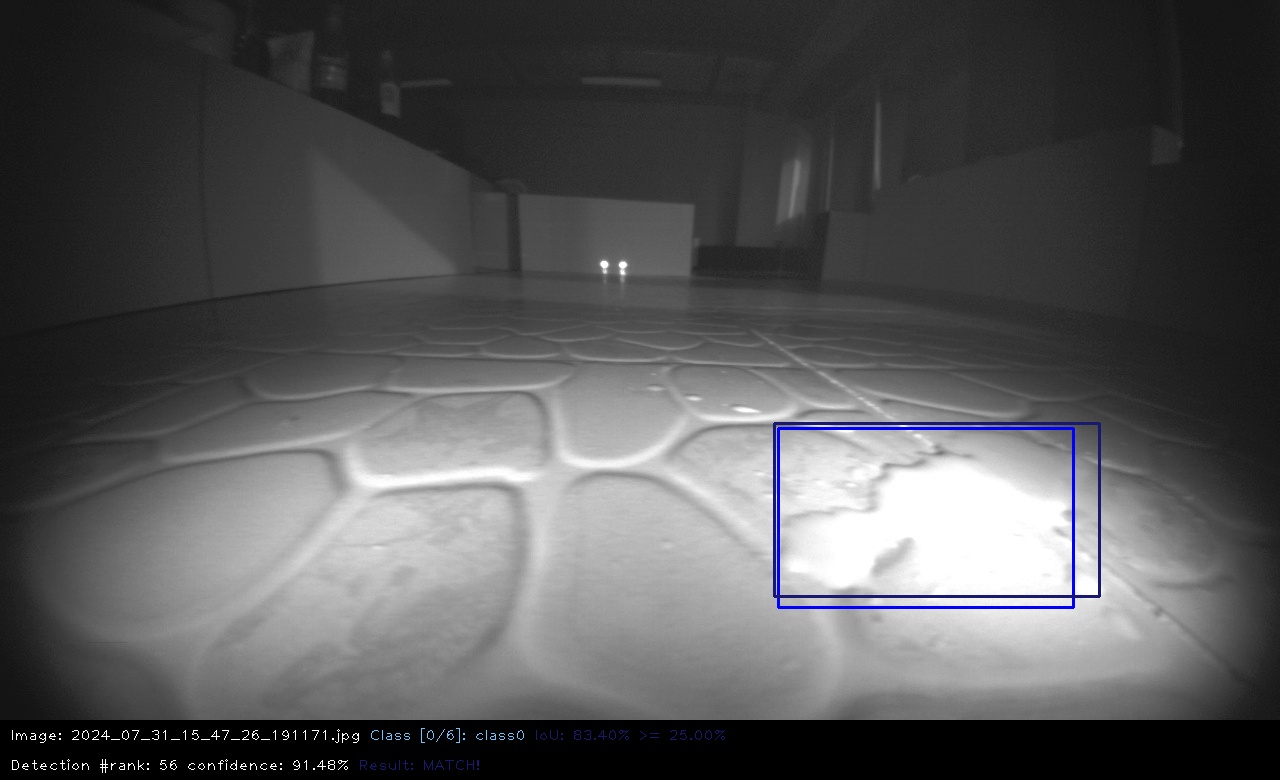 Image: 2024_07_31_15_47_26_191171.jpg Class [0/6]: class0 IoU: 83.40% >= 25.00%
Detection #rank: 56 confidence: 91.48% Result: MATCH!